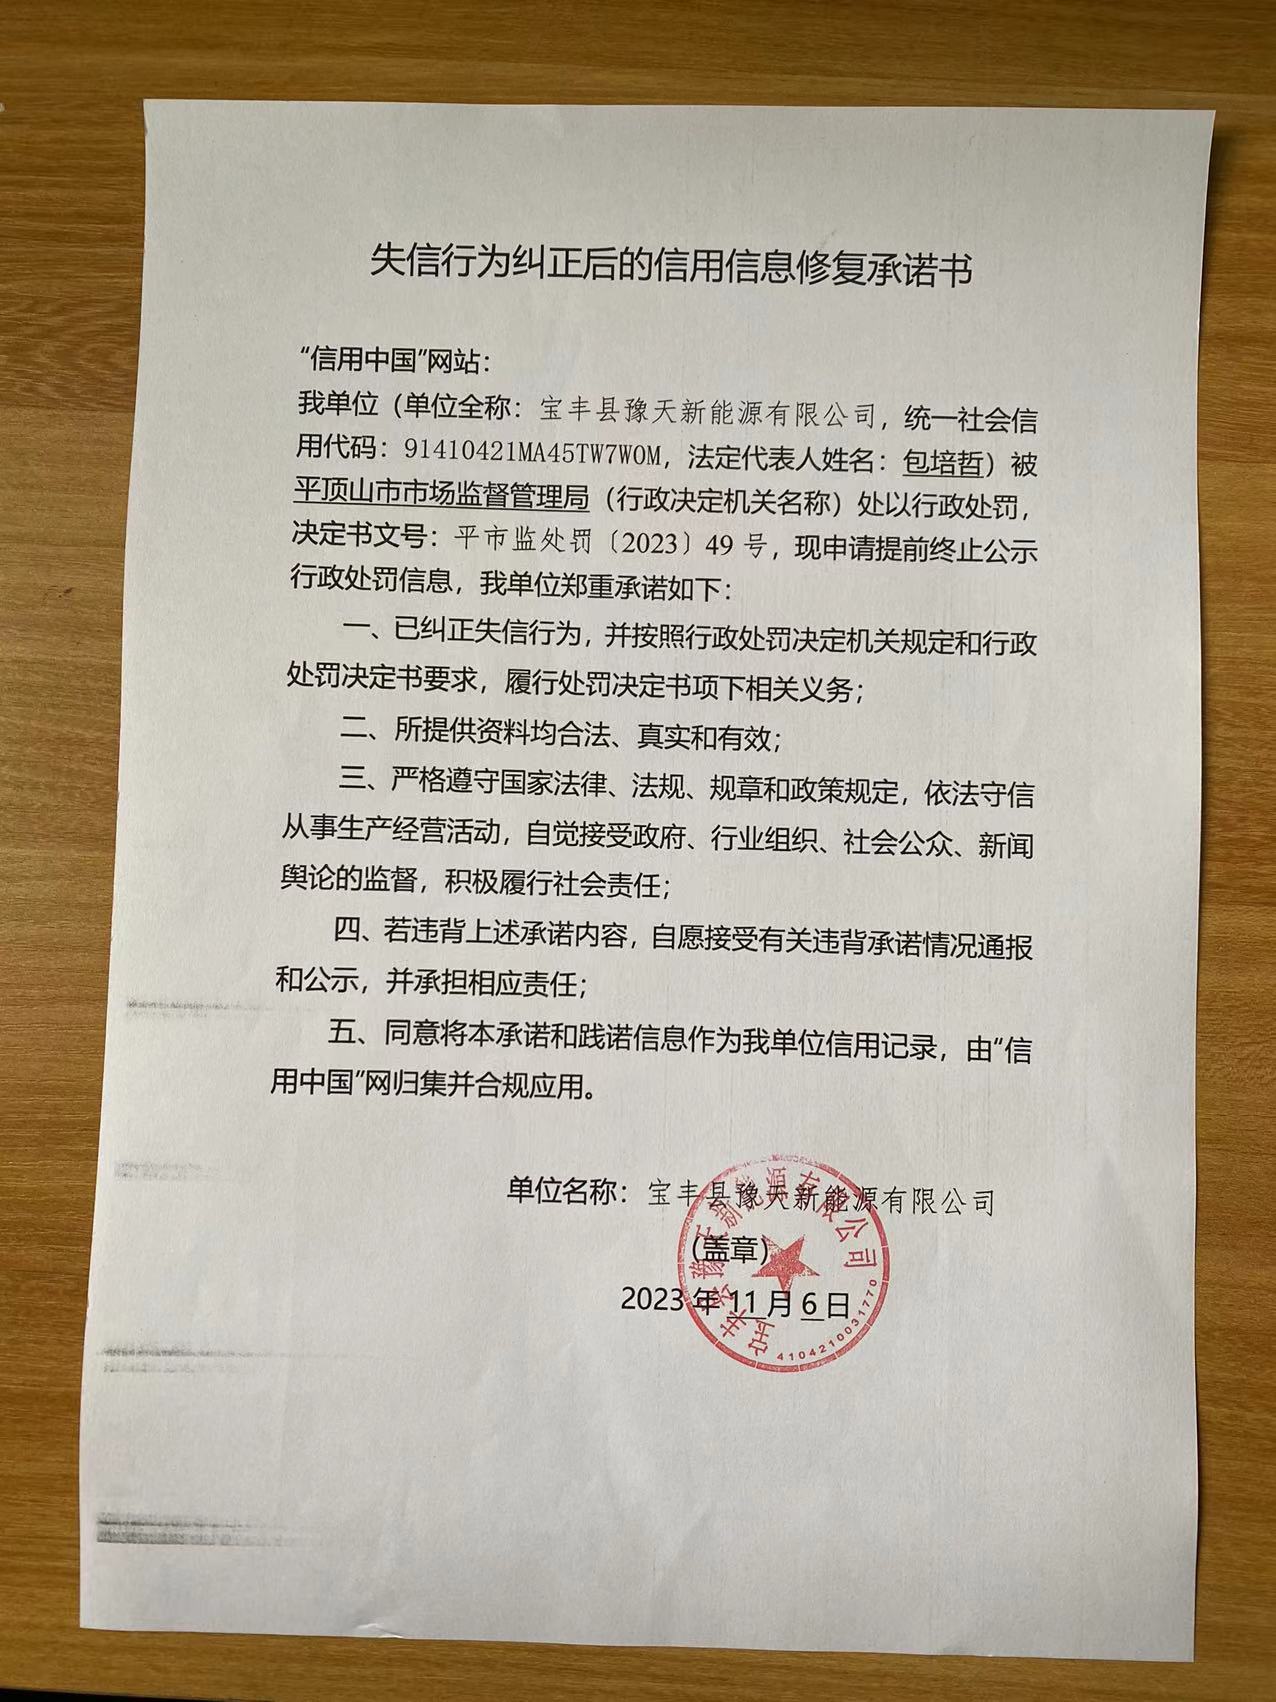 失信行为纠正后的信用信息修复承诺书
“信用中国”网站：
我单位（单位全称：宝丰县豫天新能源有限公司，统一社会信
用代码：91410421MA45TW7W0M，法定代表人姓名：包培哲）被
平顶山市市场监督管理局（行政决定机关名称）处以行政处罚，
决定书文号：平市监处罚〔2023〕49 号，现申请提前终止公示
行政处罚信息，我单位郑重承诺如下：
一、已纠正失信行为，并按照行政处罚决定机关规定和行政
处罚决定书要求，履行处罚决定书项下相关义务；
二、所提供资料均合法、真实和有效；
三、严格遵守国家法律、法规、规章和政策规定，依法守信
从事生产经营活动，自觉接受政府、行业组织、社会公众、新闻
舆论的监督，积极履行社会责任；
四、若违背上述承诺内容，自愿接受有关违背承诺情况通报
和公示，并承担相应责任；
五、同意将本承诺和践诺信息作为我单位信用记录，由“信
用中国”网归集并合规应用。
单位名称：宝丰县豫天新能源有限公司
（盖章）
2023 年 11 月 6 日
宝丰县豫天新能源有限公司
4104210031770